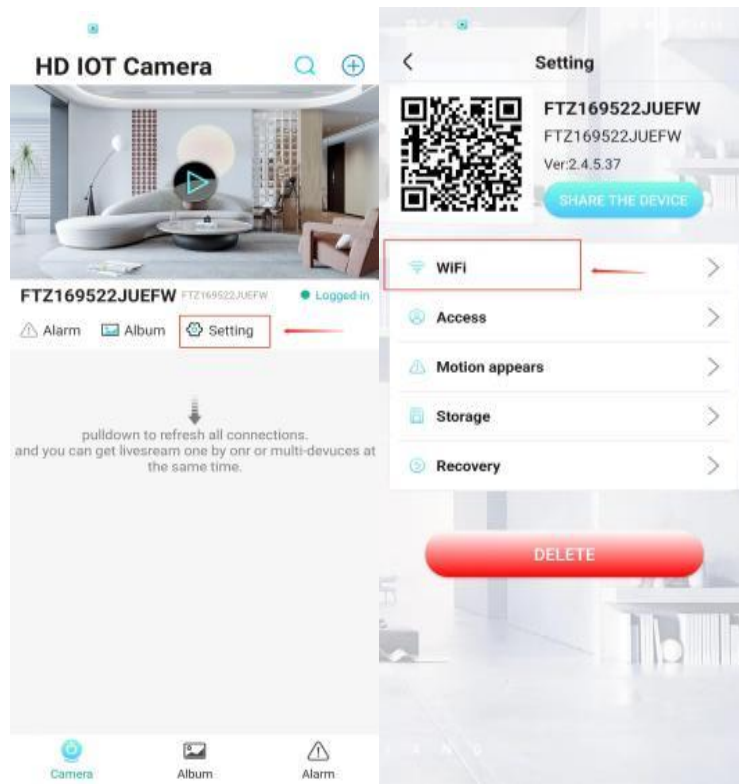 HD IOT Camera
FTZ169522JUEFW FTZ169522JUEFW Logged in
Alarm Album Setting
pulldown to refresh all connections.
and you can get livesream one by onr or multi-devuces at
the same time.
Camera Album Alarm
Setting
FTZ169522JUEFW
FTZ169522JUEFW
Ver:2.4.5.37
SHARE THE DEVICE
WiFi
Access
Motion appears
Storage
Recovery
DELETE